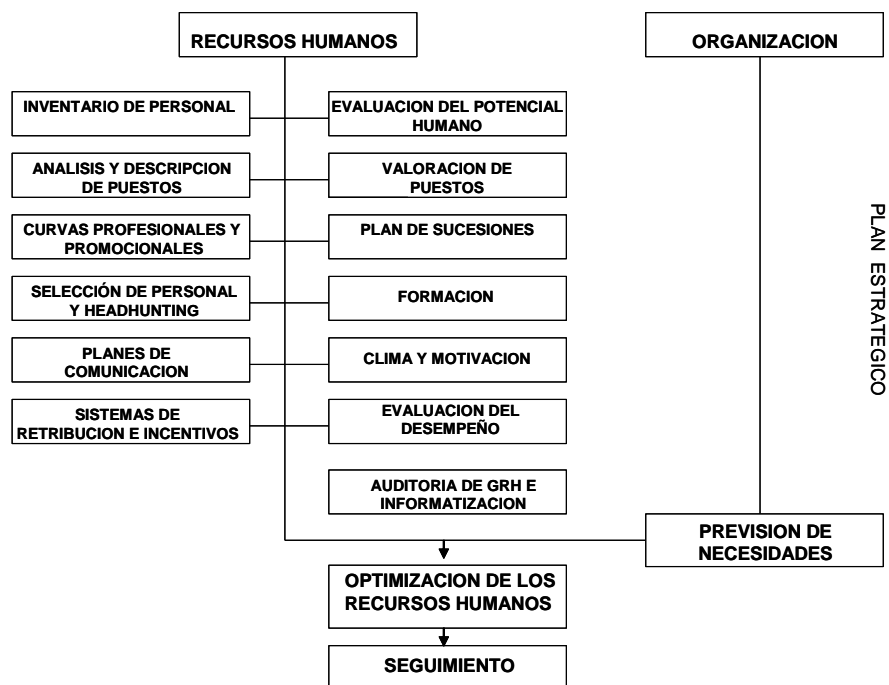 RECURSOS HUMANOS
ORGANIZACION
INVENTARIO DE PERSONAL
EVALUACION DEL POTENCIAL
HUMANO
ANALISIS Y DESCRIPCION
DE PUESTOS
VALORACION DE
PUESTOS
CURVAS PROFESIONALES Y
PROMOCIONALES
PLAN DE SUCESIONES
SELECCIÓN DE PERSONAL
Y HEADHUNTING
FORMACION
PLANES DE
COMUNICACION
CLIMA Y MOTIVACION
SISTEMAS DE
RETRIBUCION E INCENTIVOS
EVALUACION DEL
DESEMPEÑO
AUDITORIA DE GRH E
INFORMATIZACION
PLAN ESTRATEGICO
PREVISION DE
NECESIDADES
OPTIMIZACION DE LOS
RECURSOS HUMANOS
SEGUIMIENTO